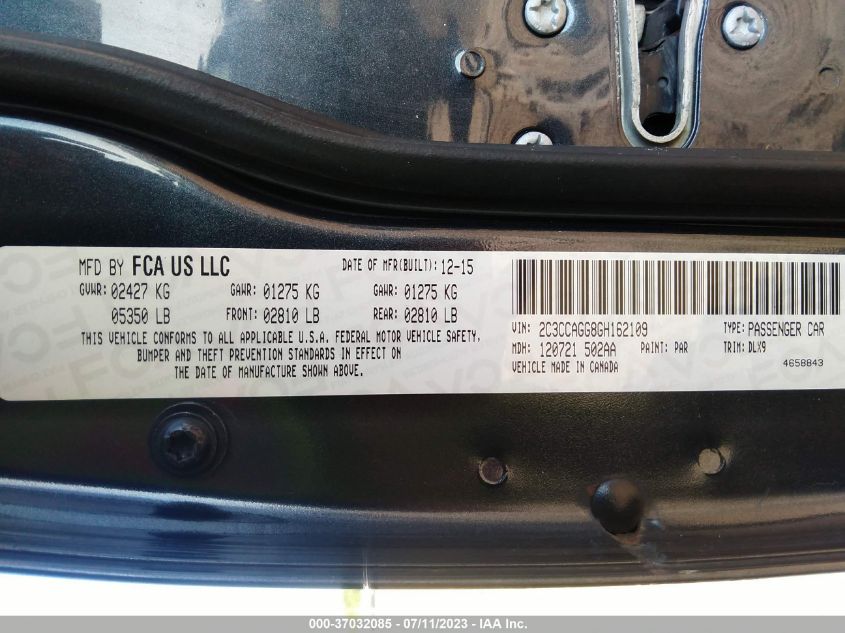 MFD BY FCA US LLC DATE OF MFR(BUILT): 12-15
GVWR: 02427 KG GAWR: 01275 KG GAWR: 01275 KG
05350 LB FRONT: 02810 LB REAR: 02810 LB
THIS VEHICLE CONFORMS TO ALL APPLICABLE U.S.A. FEDERAL MOTOR VEHICLE SAFETY,
BUMPER AND THEFT PREVENTION STANDARDS IN EFFECT ON
THE DATE OF MANUFACTURE SHOWN ABOVE.
VIN: 2C3CCAGG8GH162109 TYPE: PASSENGER CAR
MDH: 120721 502AA PAINT: PAR TRIM: DLX9
VEHICLE MADE IN CANADA 4658843
000-37032085 - 07/11/2023 - IAA Inc.